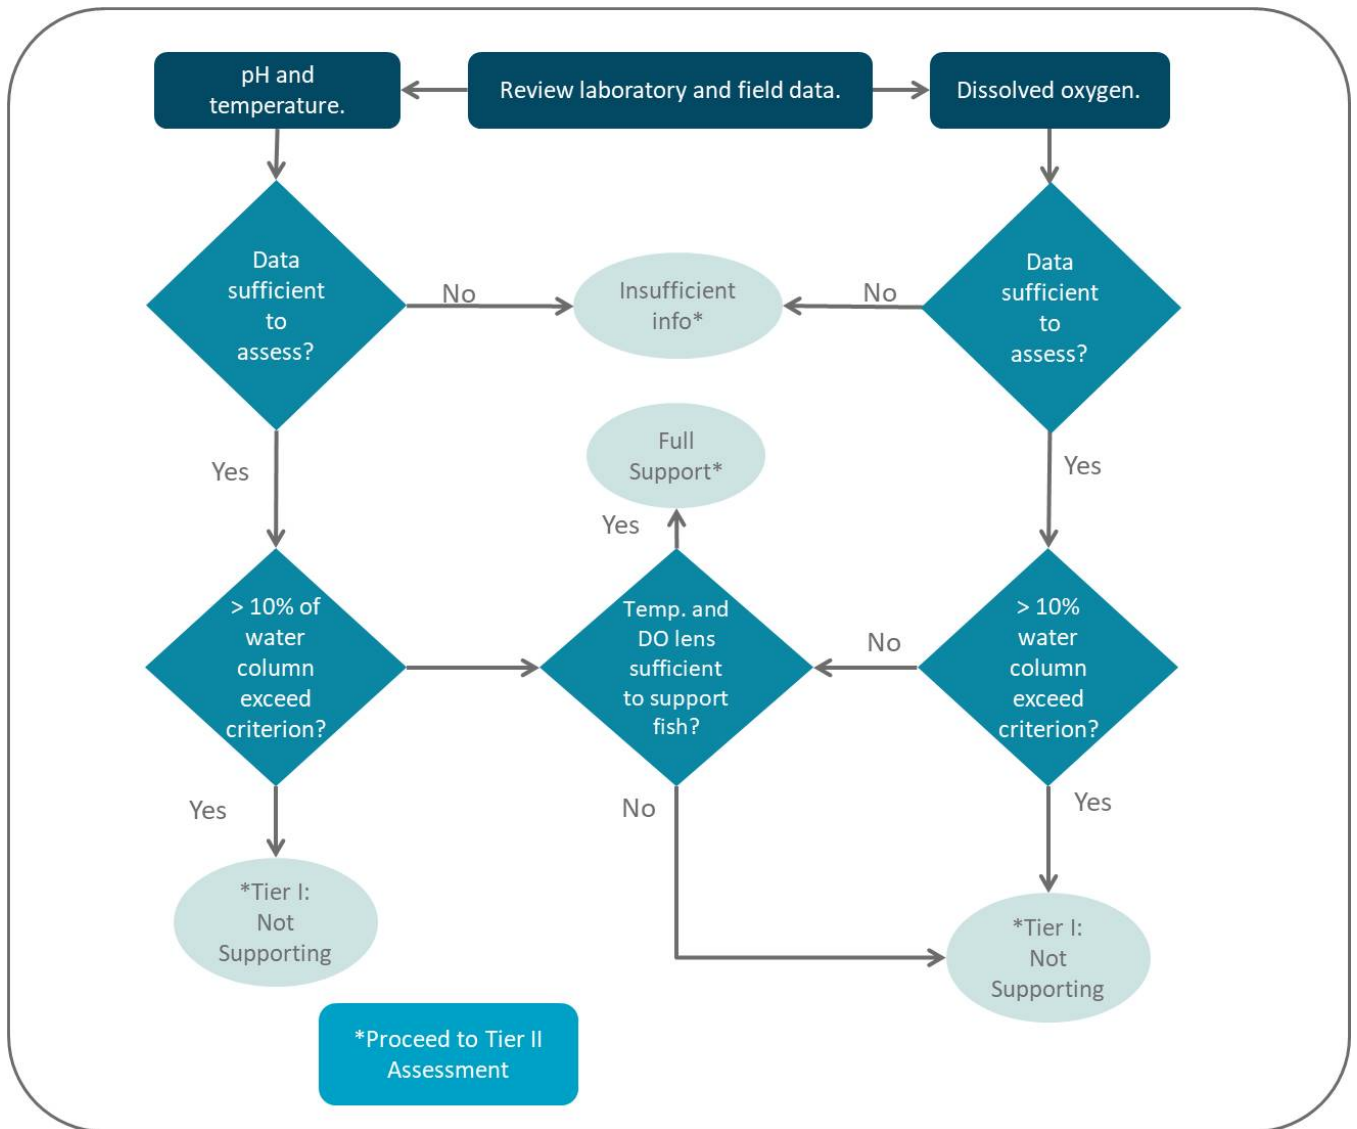 pH and
temperature.
Review laboratory and field data.
Dissolved oxygen.
Data
sufficient
to
assess?
No
Insufficient
info*
No
Data
sufficient
to
assess?
Yes
Full
Support*
Yes
Yes
> 10% of
water
column
exceed
criterion?
Temp. and
DO lens
sufficient
to support
fish?
No
> 10%
water
column
exceed
criterion?
Yes
No
Yes
*Tier I:
Not
Supporting
*Tier I:
Not
Supporting
*Proceed to Tier II
Assessment